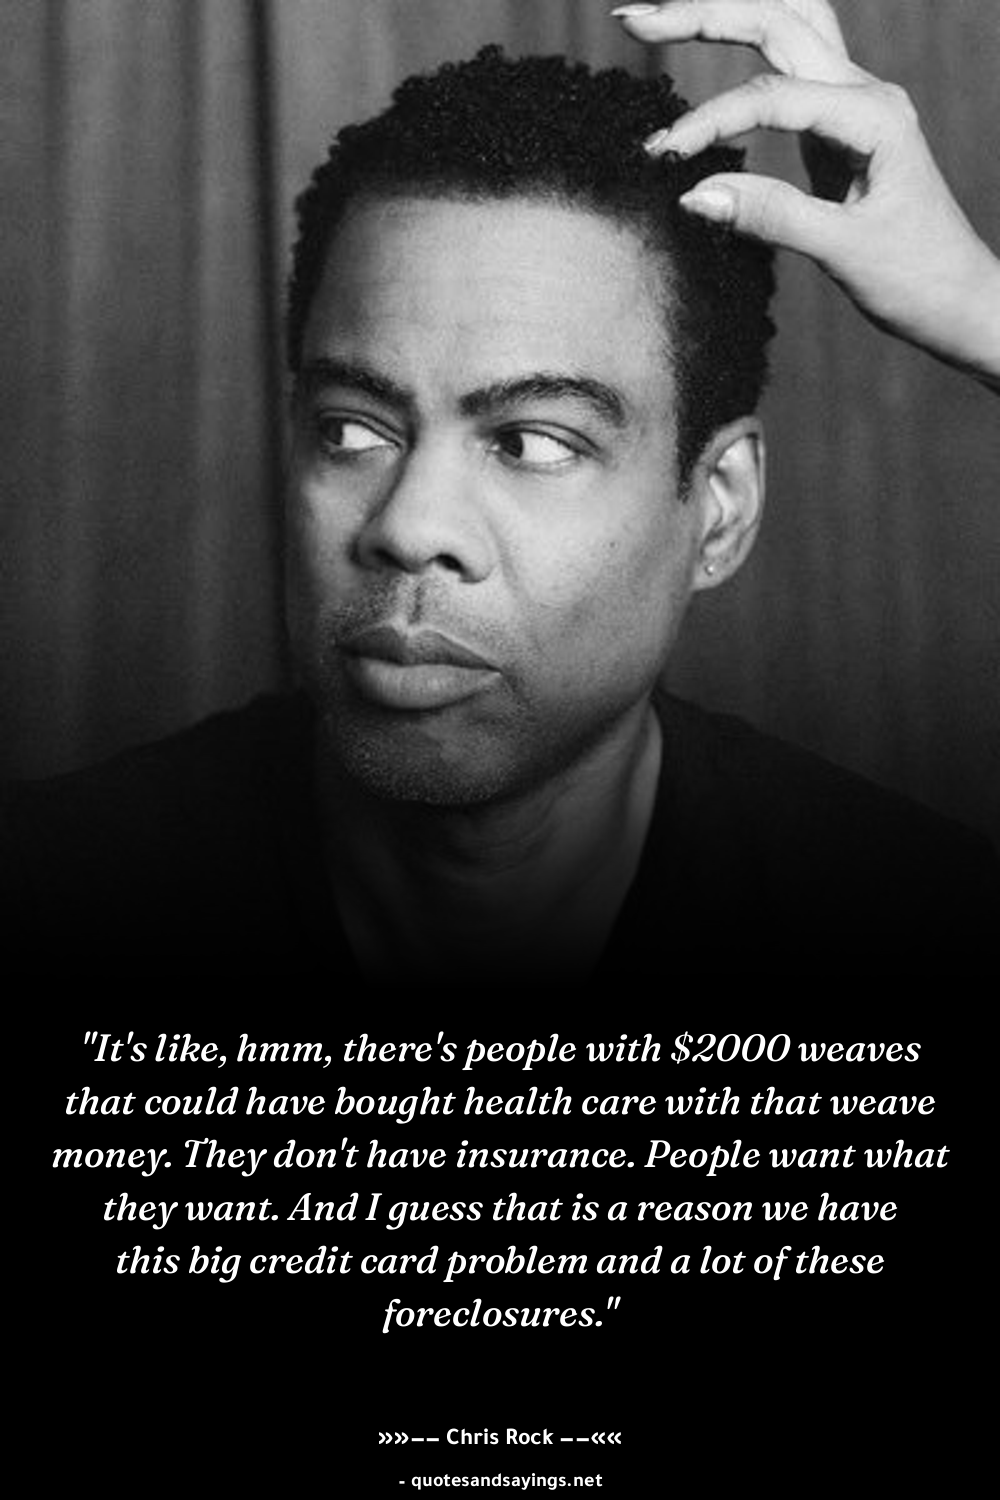 "It's like, hmm, there's people with $2000 weaves
that could have bought health care with that weave
money. They don't have insurance. People want what
they want. And I guess that is a reason we have
this big credit card problem and a lot of these
foreclosures."
»»–– Chris Rock ––««
- quotesandsayings.net